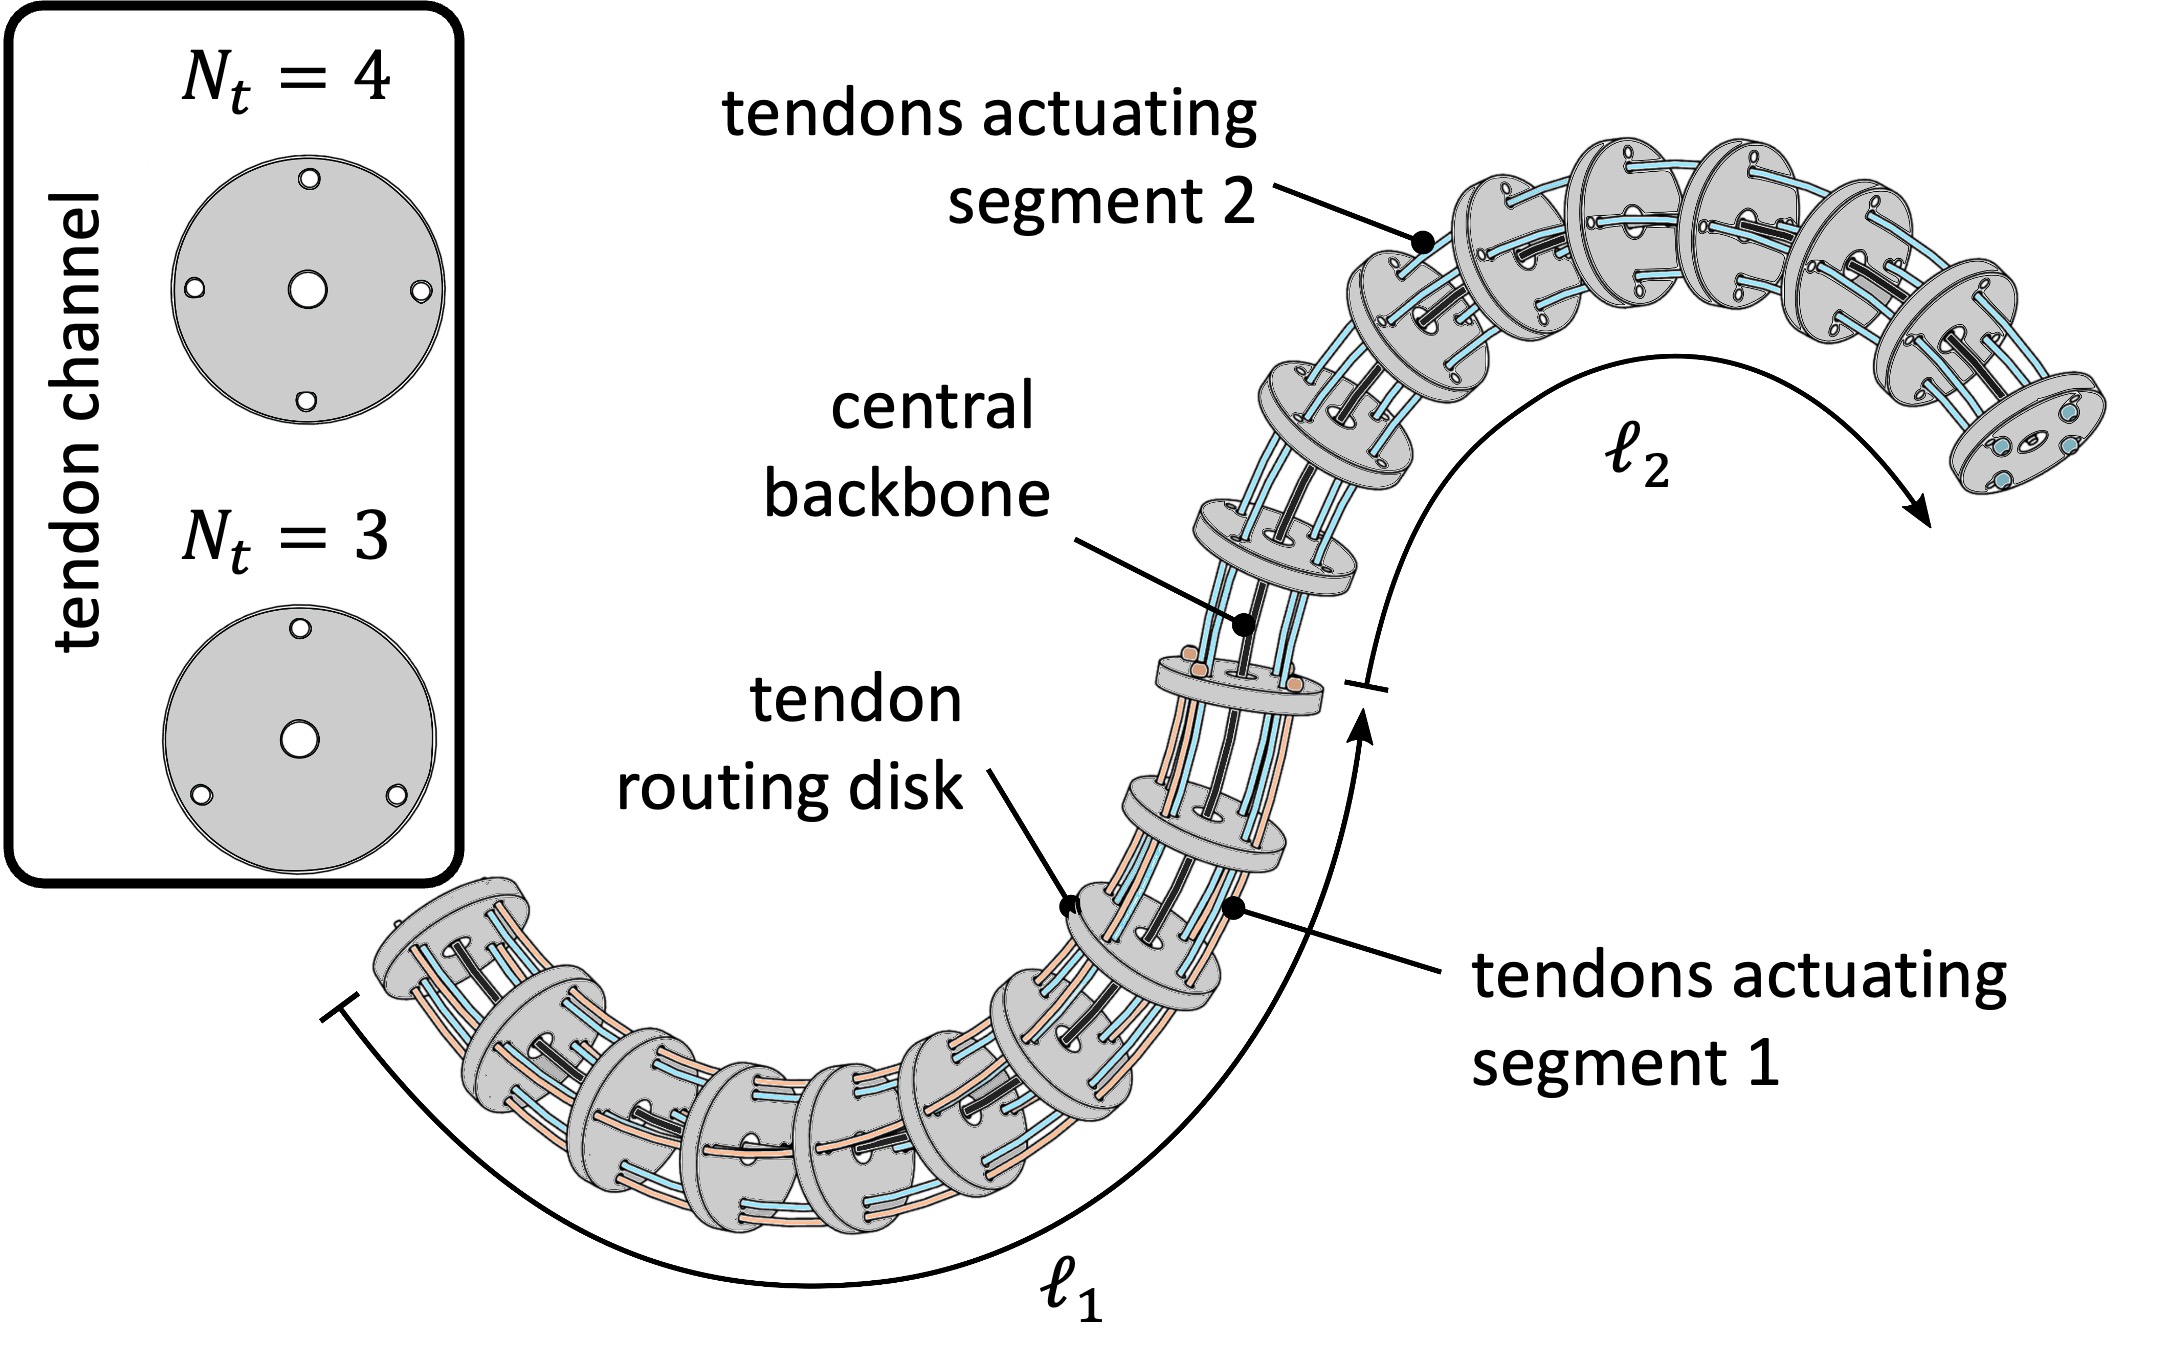 tendon channel
N_t = 4
N_t = 3
tendons actuating
segment 2
central
backbone
tendon
routing disk
ℓ_2
tendons actuating
segment 1
ℓ_1